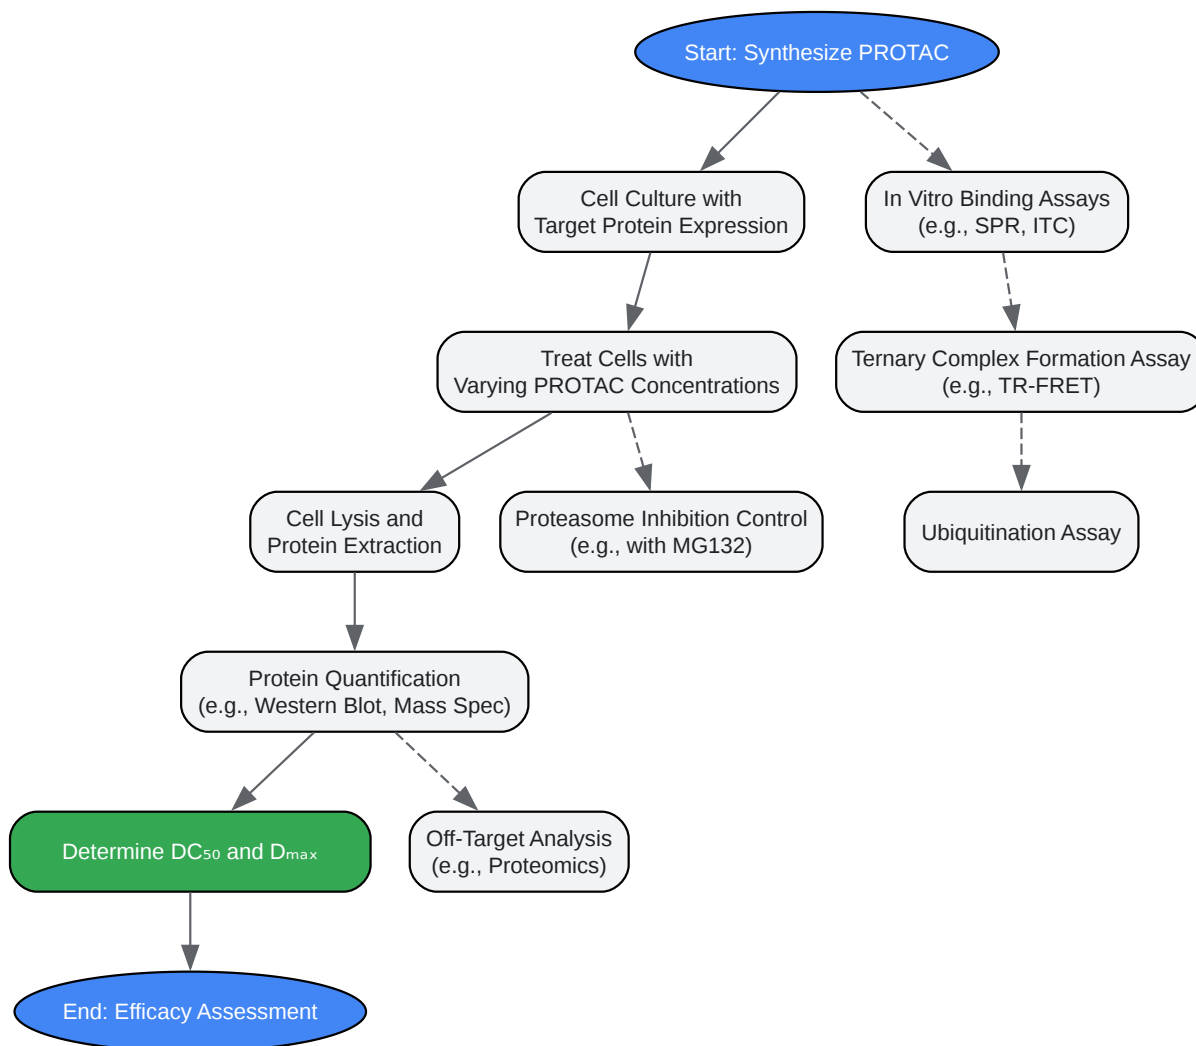 Start: Synthesize PROTAC
Cell Culture with
Target Protein Expression
In Vitro Binding Assays
(e.g., SPR, ITC)
Treat Cells with
Varying PROTAC Concentrations
Ternary Complex Formation Assay
(e.g., TR-FRET)
Cell Lysis and
Protein Extraction
Proteasome Inhibition Control
(e.g., with MG132)
Ubiquitination Assay
Protein Quantification
(e.g., Western Blot, Mass Spec)
Determine DC₅₀ and Dₘₐₓ
Off-Target Analysis
(e.g., Proteomics)
End: Efficacy Assessment